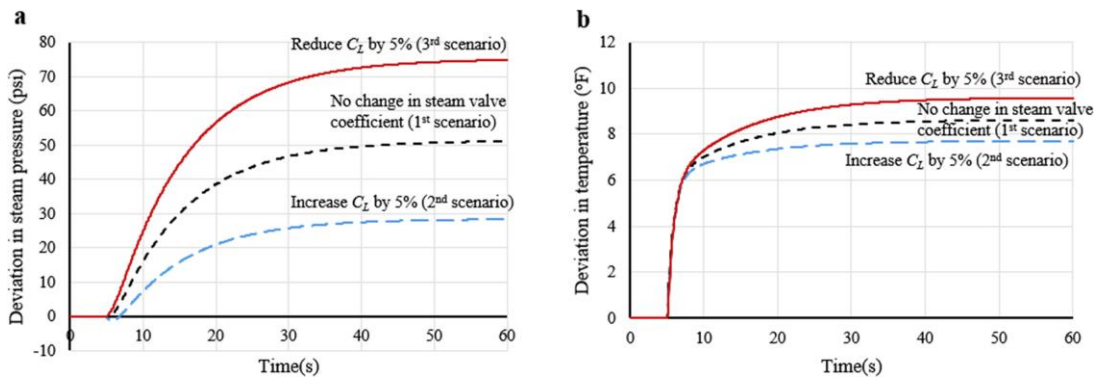 a
Deviation in steam pressure (psi)
80
70
60
50
40
30
20
10
0
-10
Reduce C_L by 5% (3rd scenario)
No change in steam valve
coefficient (1st scenario)
Increase C_L by 5% (2nd scenario)
0 10 20 30 40 50 60
Time(s)
b
Deviation in temperature (°F)
12
10
8
6
4
2
0
Reduce C_L by 5% (3rd scenario)
No change in steam valve
coefficient (1st scenario)
Increase C_L by 5% (2nd scenario)
0 10 20 30 40 50 60
Time(s)